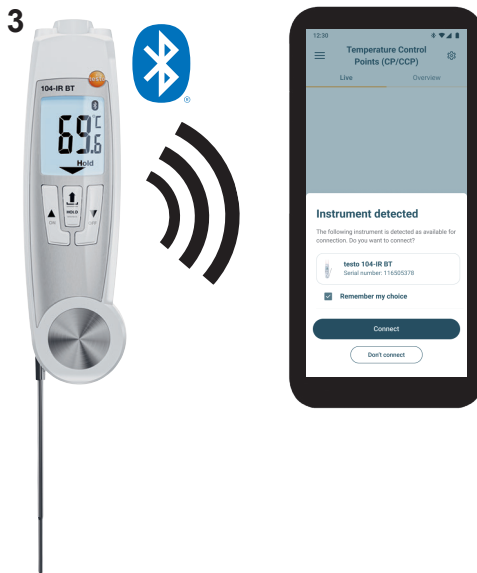 3
®
testo
104-IR BT
69.6 °C
Hold
HOLD
12:30
Temperature Control
Points (CP/CCP)
Live
Overview
Instrument detected
The following instrument is detected as available for
connection. Do you want to connect?
testo 104-IR BT
Serial number: 116505378
Remember my choice
Connect
Don't connect